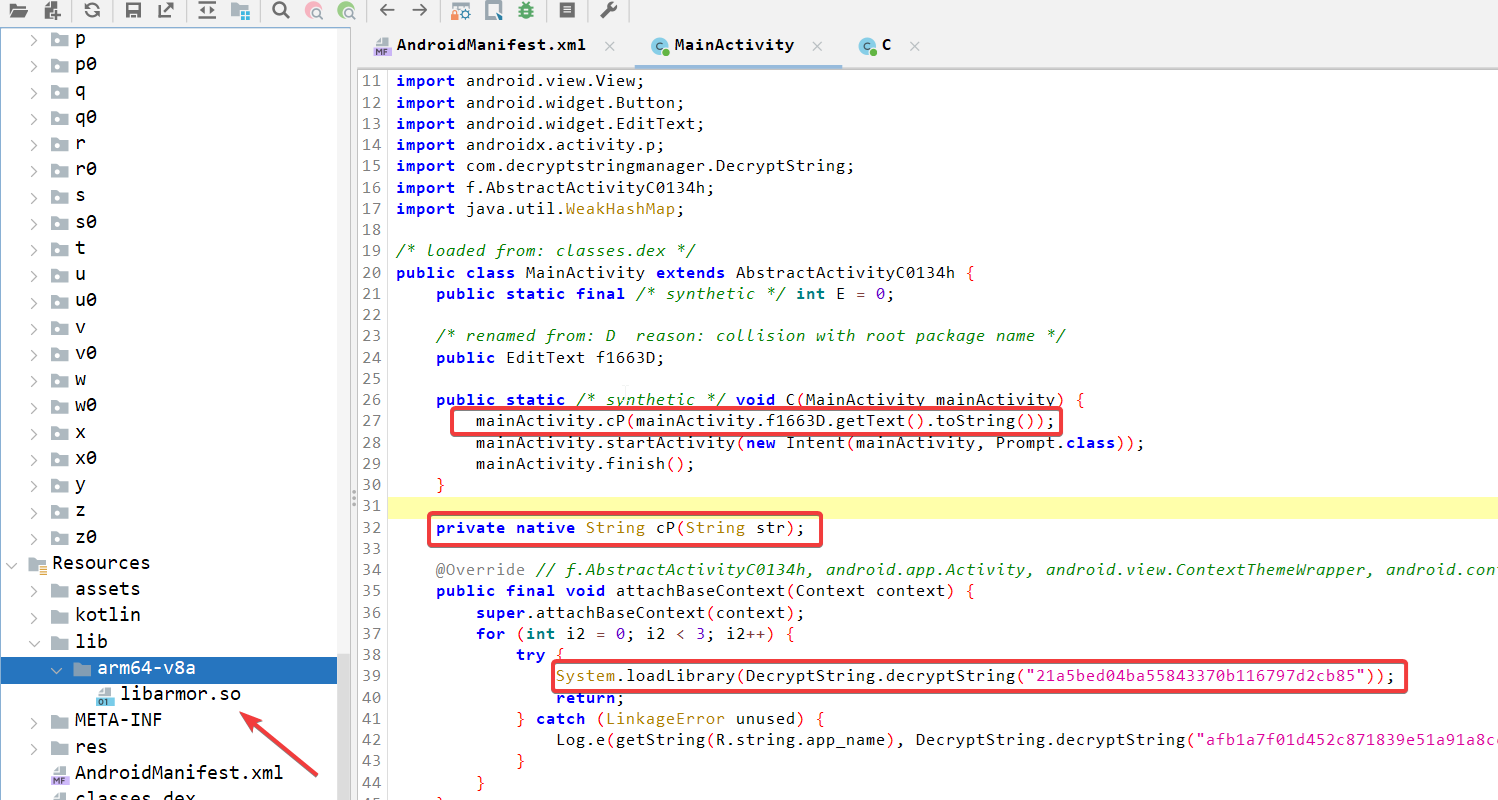 p
p0
q
q0
r
r0
s
s0
t
u
u0
v
v0
w
w0
x
x0
y
z
z0
Resources
assets
kotlin
lib
arm64-v8a
01 libarmor.so
META-INF
res
MF AndroidManifest.xml
classes.dex
MF AndroidManifest.xml ×
C MainActivity ×
C C ×
11 import android.view.View;
12 import android.widget.Button;
13 import android.widget.EditText;
14 import androidx.activity.p;
15 import com.decryptstringmanager.DecryptString;
16 import f.AbstractActivityC0134h;
17 import java.util.WeakHashMap;
18
19 /* loaded from: classes.dex */
20 public class MainActivity extends AbstractActivityC0134h {
21 public static final /* synthetic */ int E = 0;
22
23 /* renamed from: D  reason: collision with root package name */
24 public EditText f1663D;
25
26 public static /* synthetic */ void C(MainActivity mainActivity) {
27 mainActivity.cP(mainActivity.f1663D.getText().toString());
28 mainActivity.startActivity(new Intent(mainActivity, Prompt.class));
29 mainActivity.finish();
30 }
31
32 private native String cP(String str);
33
34 @Override // f.AbstractActivityC0134h, android.app.Activity, android.view.ContextThemeWrapper, android.con
35 public final void attachBaseContext(Context context) {
36 super.attachBaseContext(context);
37 for (int i2 = 0; i2 < 3; i2++) {
38 try {
39 System.loadLibrary(DecryptString.decryptString("21a5bed04ba55843370b116797d2cb85"));
40 return;
41 } catch (LinkageError unused) {
42 Log.e(getString(R.string.app_name), DecryptString.decryptString("afb1a7f01d452c871839e51a91a8c
43 }
44 }